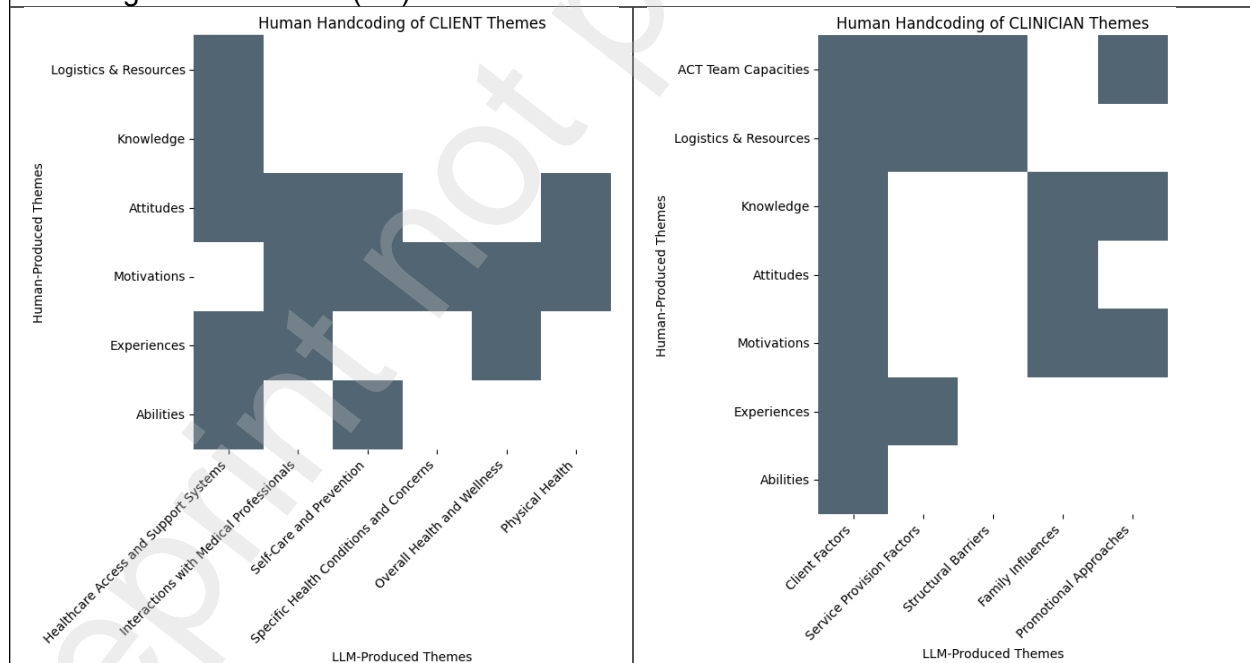 Human Handcoding of CLIENT Themes
Human-Produced Themes
Logistics & Resources
Knowledge
Attitudes
Motivations
Experiences
Abilities
Healthcare Access and Support Systems
Interactions with Medical Professionals
Self-Care and Prevention
Specific Health Conditions and Concerns
Overall Health and Wellness
Physical Health
LLM-Produced Themes
Human Handcoding of CLINICIAN Themes
Human-Produced Themes
ACT Team Capacities
Logistics & Resources
Knowledge
Attitudes
Motivations
Experiences
Abilities
Client Factors
Service Provision Factors
Structural Barriers
Family Influences
Promotional Approaches
LLM-Produced Themes
eprint not p